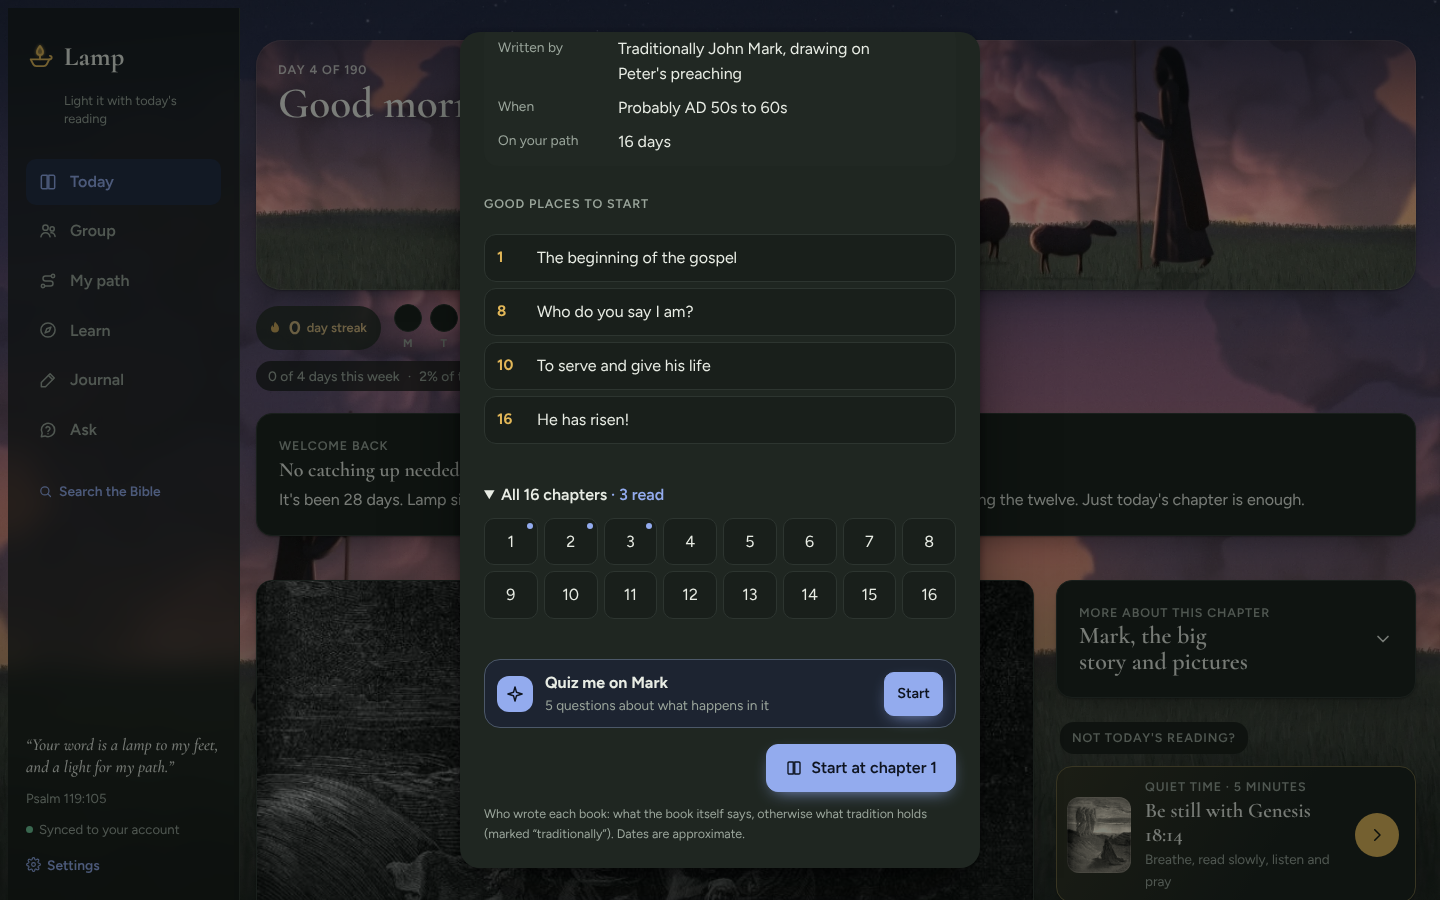 Lamp
Light it with today's
reading
Today
Group
My path
Learn
Journal
Ask
Search the Bible
“Your word is a lamp to my feet,
and a light for my path.”
Psalm 119:105
Synced to your account
Settings
DAY 4 OF 190
Good mor
0 day streak
M T
0 of 4 days this week · 2% of
WELCOME BACK
No catching up needed
It's been 28 days. Lamp
ng the twelve. Just today's chapter is enough.
Written by
Traditionally John Mark, drawing on
Peter's preaching
When
Probably AD 50s to 60s
On your path
16 days
GOOD PLACES TO START
1 The beginning of the gospel
8 Who do you say I am?
10 To serve and give his life
16 He has risen!
All 16 chapters · 3 read
1 2 3 4 5 6 7 8
9 10 11 12 13 14 15 16
Quiz me on Mark
5 questions about what happens in it
Start
Start at chapter 1
Who wrote each book: what the book itself says, otherwise what tradition holds
(marked “traditionally”). Dates are approximate.
MORE ABOUT THIS CHAPTER
Mark, the big
story and pictures
NOT TODAY'S READING?
QUIET TIME · 5 MINUTES
Be still with Genesis
18:14
Breathe, read slowly, listen and
pray